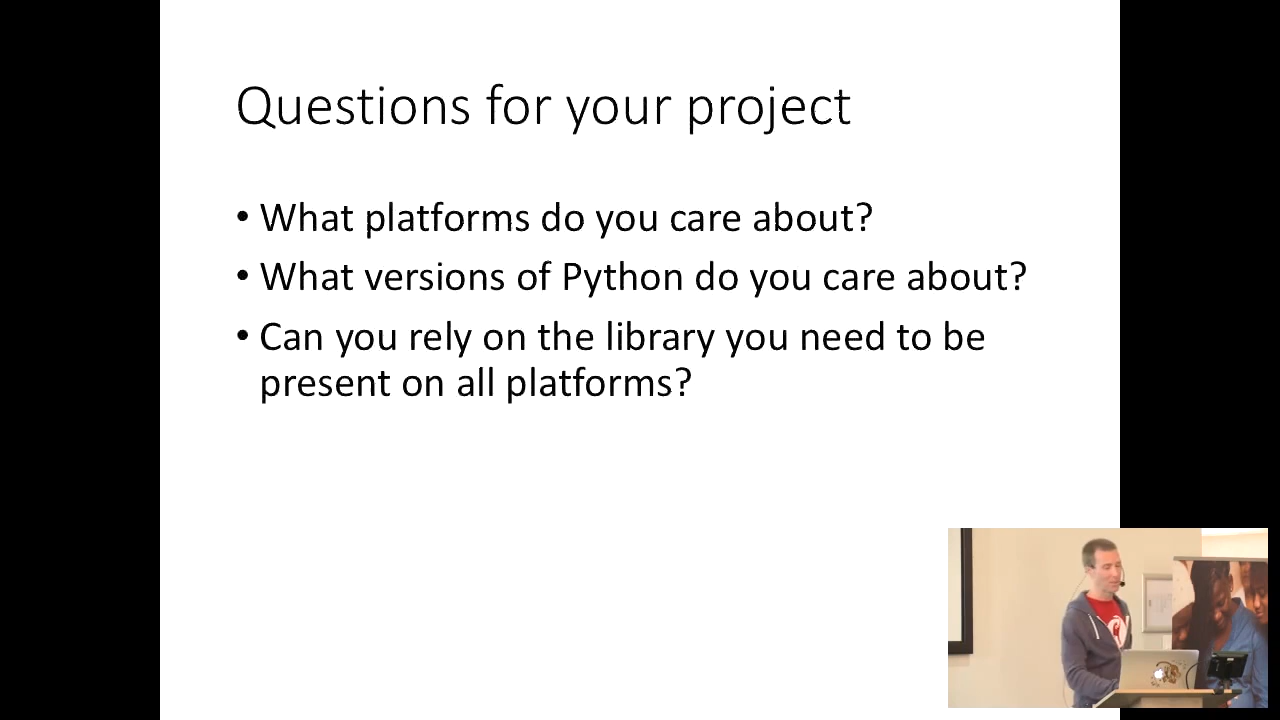 Questions for your project
• What platforms do you care about?
• What versions of Python do you care about?
• Can you rely on the library you need to be
present on all platforms?